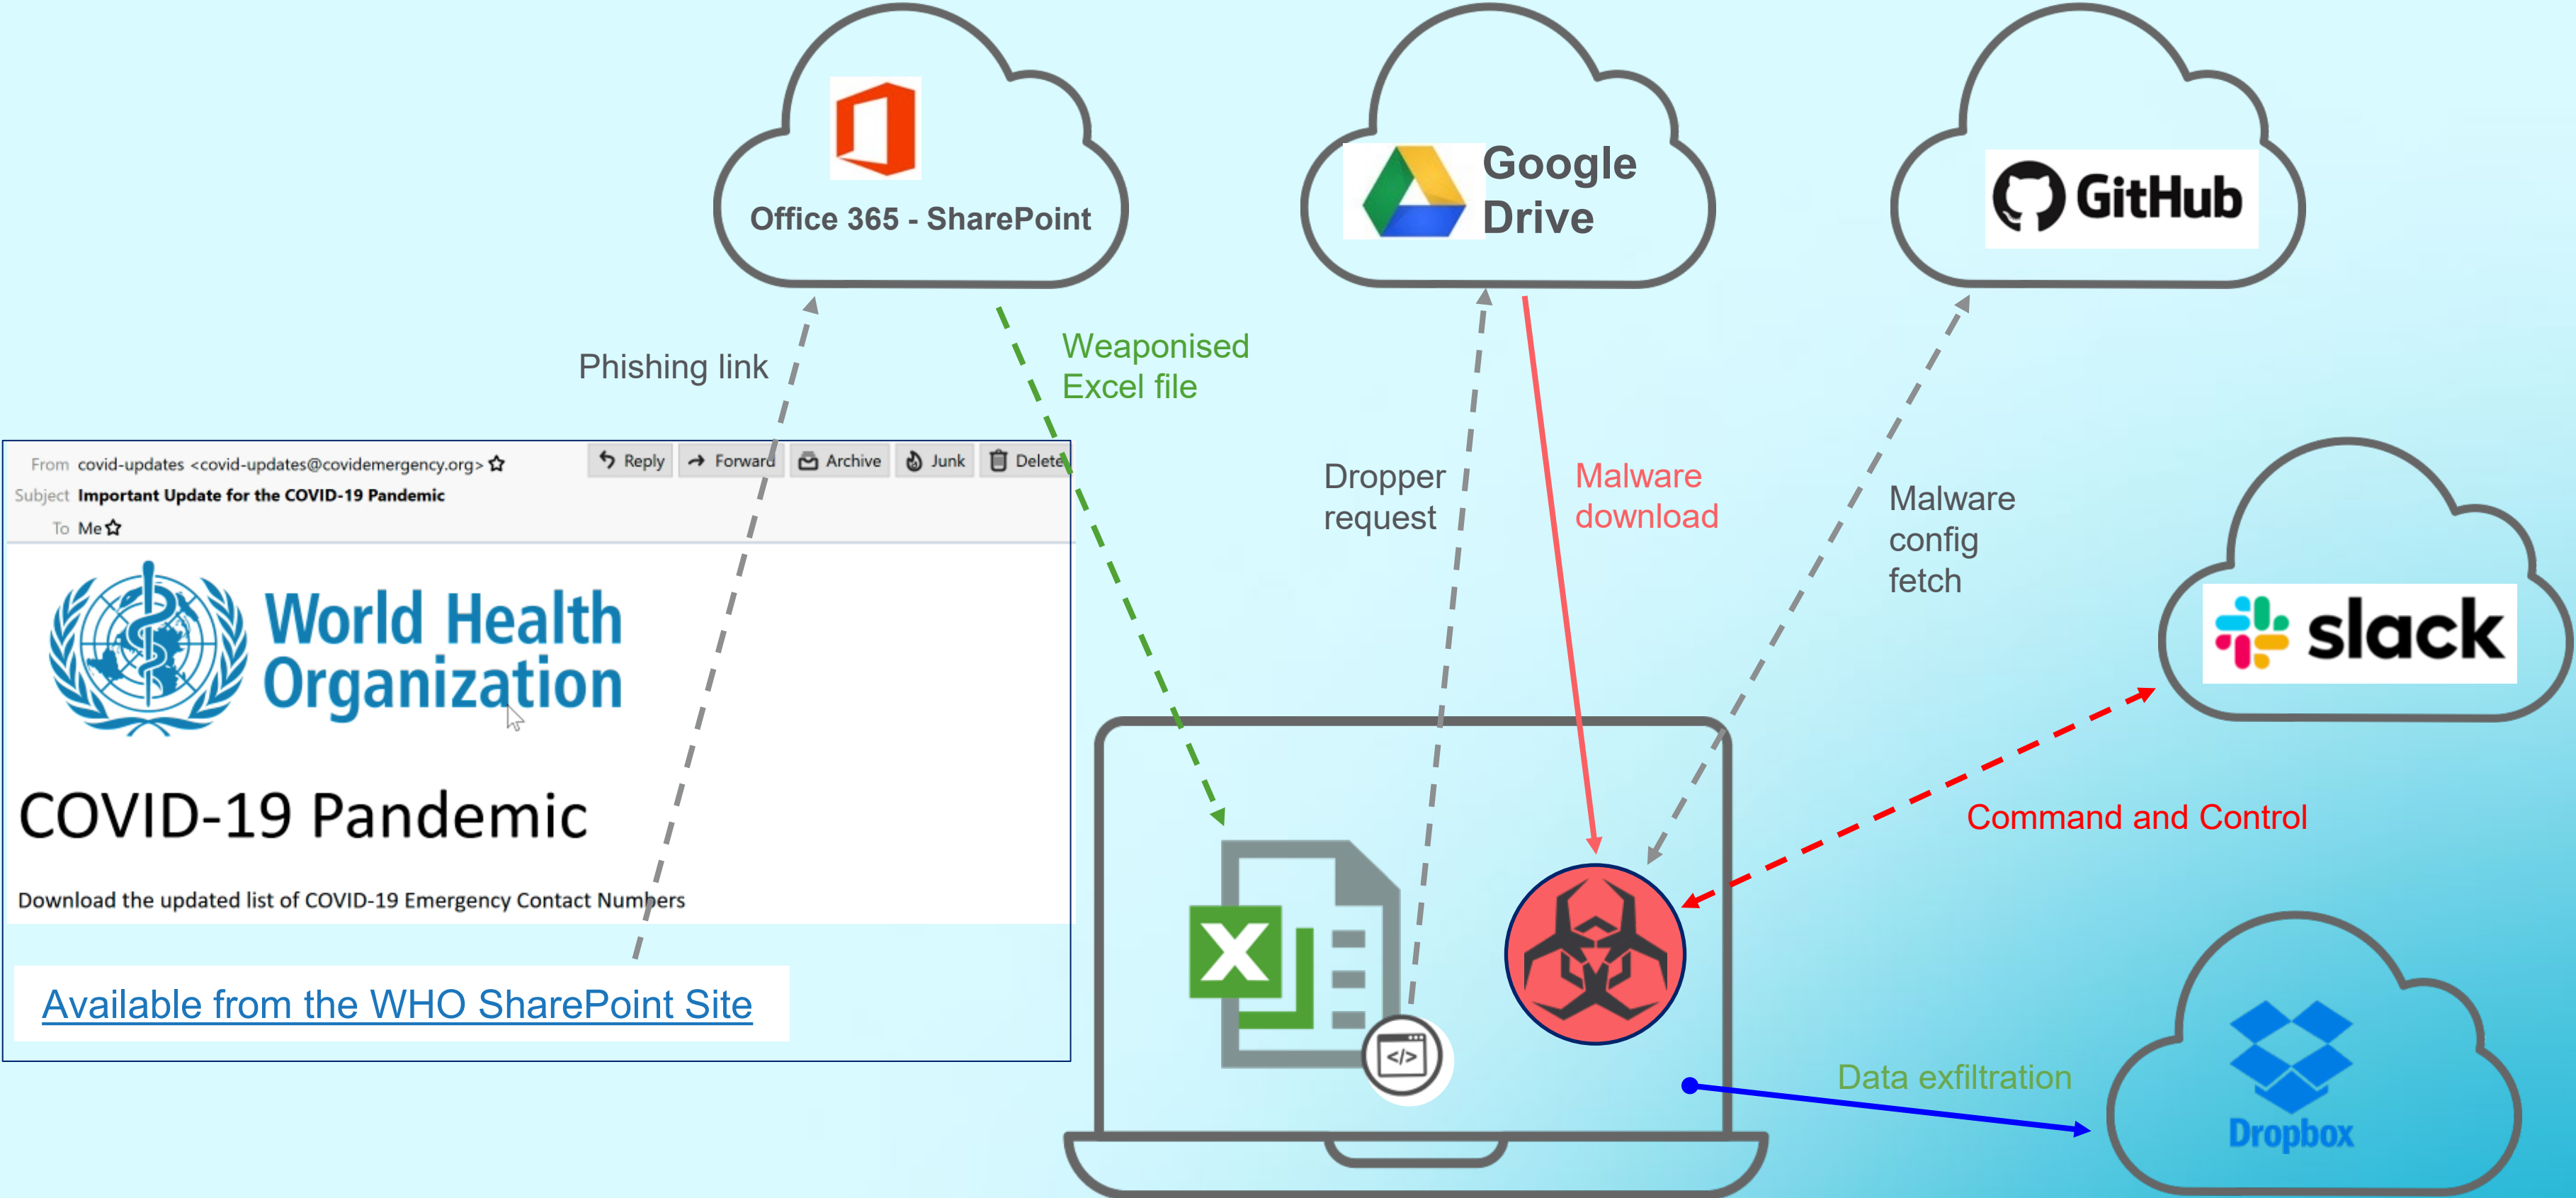 Office 365 - SharePoint
Google
Drive
GitHub
Phishing link
Weaponised
Excel file
From covid-updates <covid-updates@covidemergency.org>
Reply Forward Archive Junk Delete
Subject Important Update for the COVID-19 Pandemic
To Me
World Health
Organization
COVID-19 Pandemic
Download the updated list of COVID-19 Emergency Contact Numbers
Available from the WHO SharePoint Site
Dropper
request
Malware
download
Malware
config
fetch
slack
Command and Control
X
</>
Data exfiltration
Dropbox